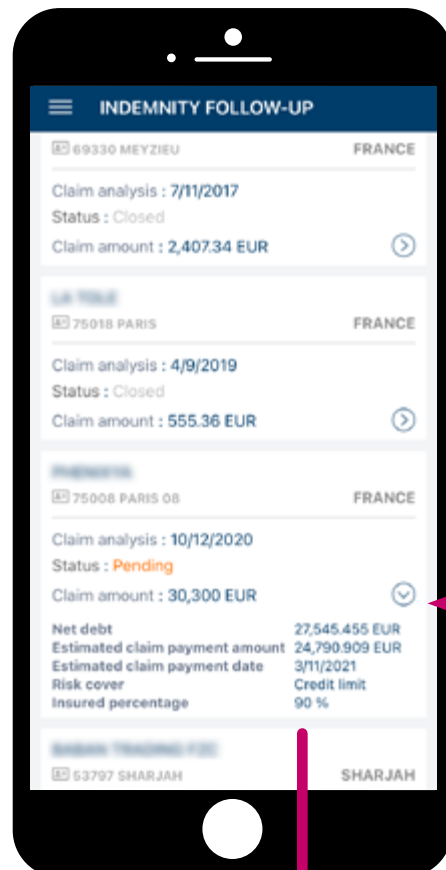 INDEMNITY FOLLOW-UP
69330 MEYZIEU FRANCE
Claim analysis : 7/11/2017
Status : Closed
Claim amount : 2,407.34 EUR
75018 PARIS FRANCE
Claim analysis : 4/9/2019
Status : Closed
Claim amount : 555.36 EUR
75008 PARIS 08 FRANCE
Claim analysis : 10/12/2020
Status : Pending
Claim amount : 30,300 EUR
Net debt 27,545.455 EUR
Estimated claim payment amount 24,790.909 EUR
Estimated claim payment date 3/11/2021
Risk cover Credit limit
Insured percentage 90 %
53797 SHARJAH SHARJAH